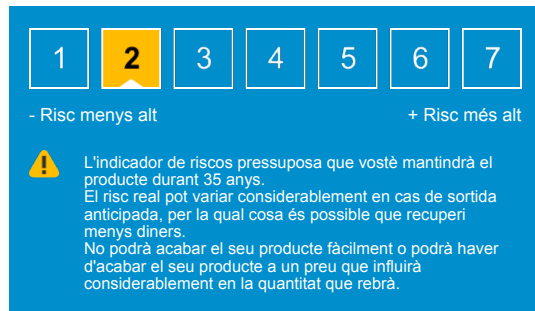 1 2 3 4 5 6 7
- Risc menys alt + Risc més alt
L'indicador de riscos pressuposa que vostè mantindrà el
producte durant 35 anys.
El risc real pot variar considerablement en cas de sortida
anticipada, per la qual cosa és possible que recuperi
menys diners.
No podrà acabar el seu producte fàcilment o podrà haver
d'acabar el seu producte a un preu que influirà
considerablement en la quantitat que rebrà.